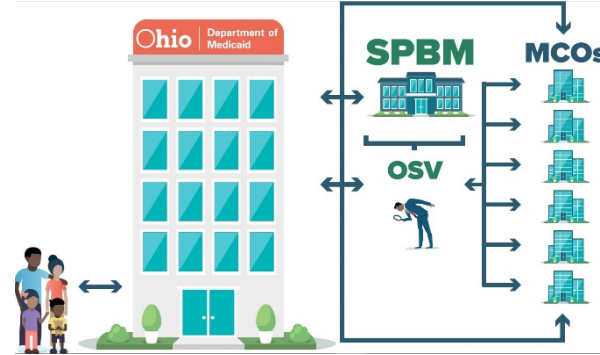 Ohio
Department of
Medicaid
SPBM
MCOs
OSV